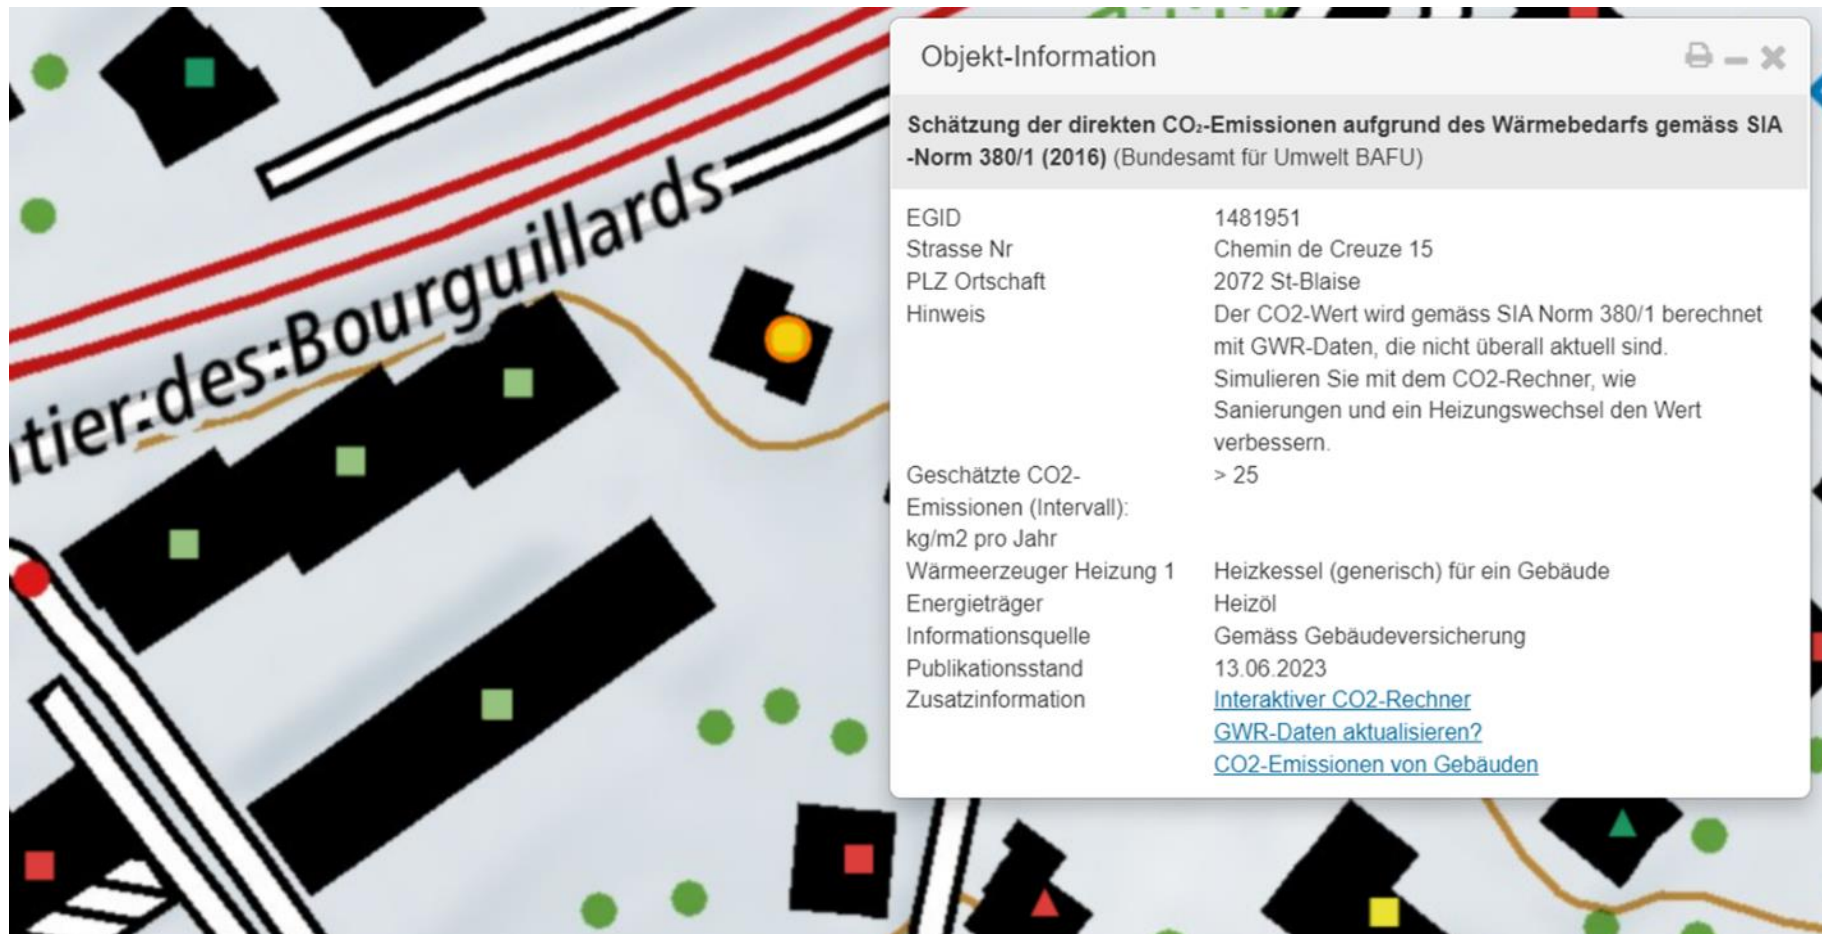 tier des Bourguillards
Objekt-Information
Schätzung der direkten CO₂-Emissionen aufgrund des Wärmebedarfs gemäss SIA
-Norm 380/1 (2016) (Bundesamt für Umwelt BAFU)
EGID 1481951
Strasse Nr Chemin de Creuze 15
PLZ Ortschaft 2072 St-Blaise
Hinweis Der CO2-Wert wird gemäss SIA Norm 380/1 berechnet
mit GWR-Daten, die nicht überall aktuell sind.
Simulieren Sie mit dem CO2-Rechner, wie
Sanierungen und ein Heizungswechsel den Wert
verbessern.
Geschätzte CO2- > 25
Emissionen (Intervall):
kg/m2 pro Jahr
Wärmeerzeuger Heizung 1 Heizkessel (generisch) für ein Gebäude
Energieträger Heizöl
Informationsquelle Gemäss Gebäudeversicherung
Publikationsstand 13.06.2023
Zusatzinformation Interaktiver CO2-Rechner
GWR-Daten aktualisieren?
CO2-Emissionen von Gebäuden